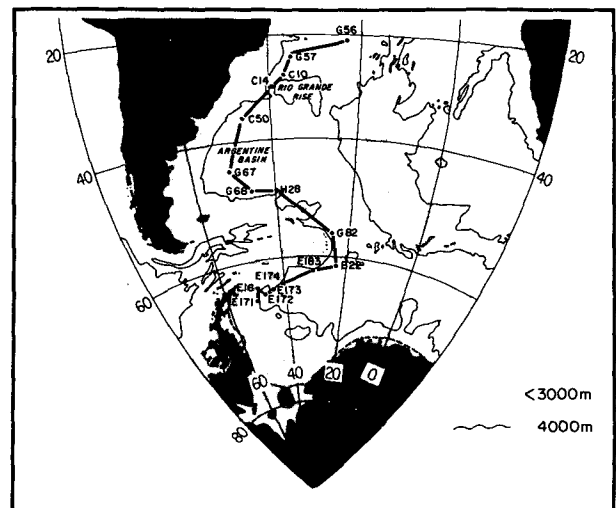 G56
20
20
G57
C14
C10
RIO GRANDE
RISE
C50
ARGENTINE
BASIN
40
40
G67
G68
H28
G82
E183
E22
E174
60
E173
60
E171
E172
60
40
20
0
80
<3000m
4000m